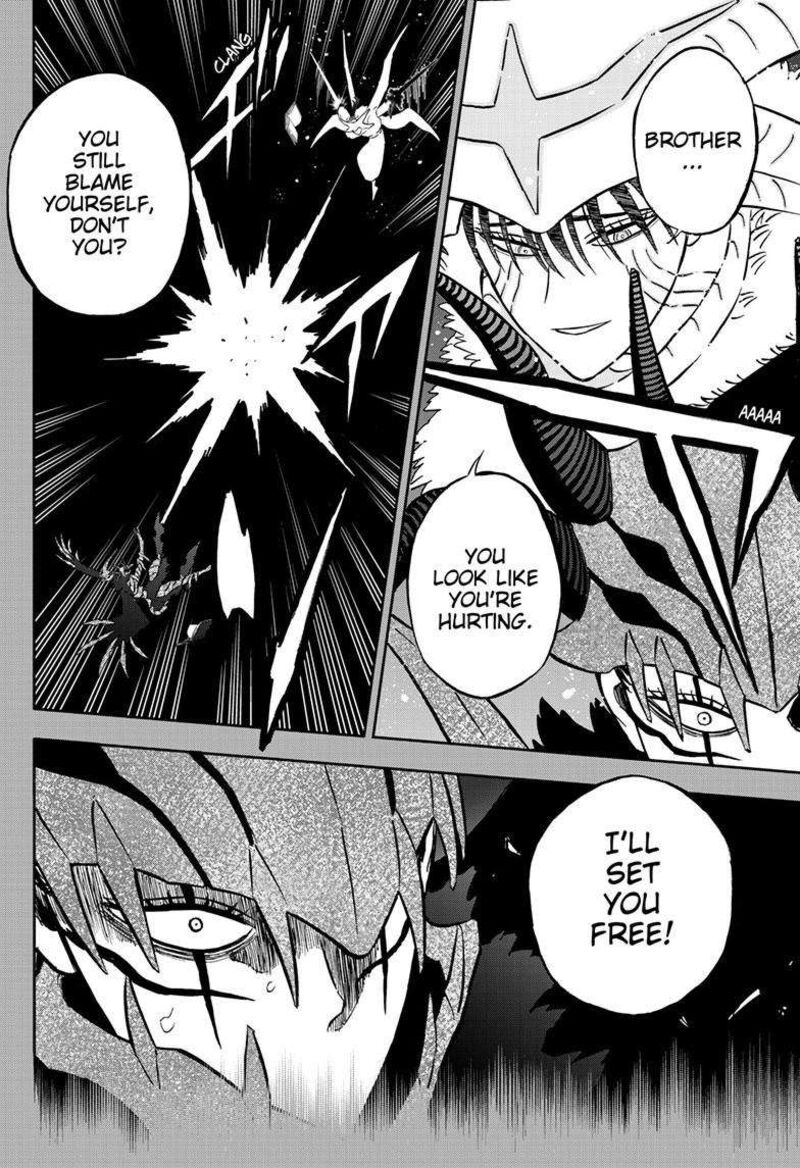 BROTHER
...
AAAAA
YOU
LOOK LIKE
YOU'RE
HURTING.
CLANG
YOU
STILL
BLAME
YOURSELF,
DON'T
YOU?
I'LL
SET
YOU
FREE!